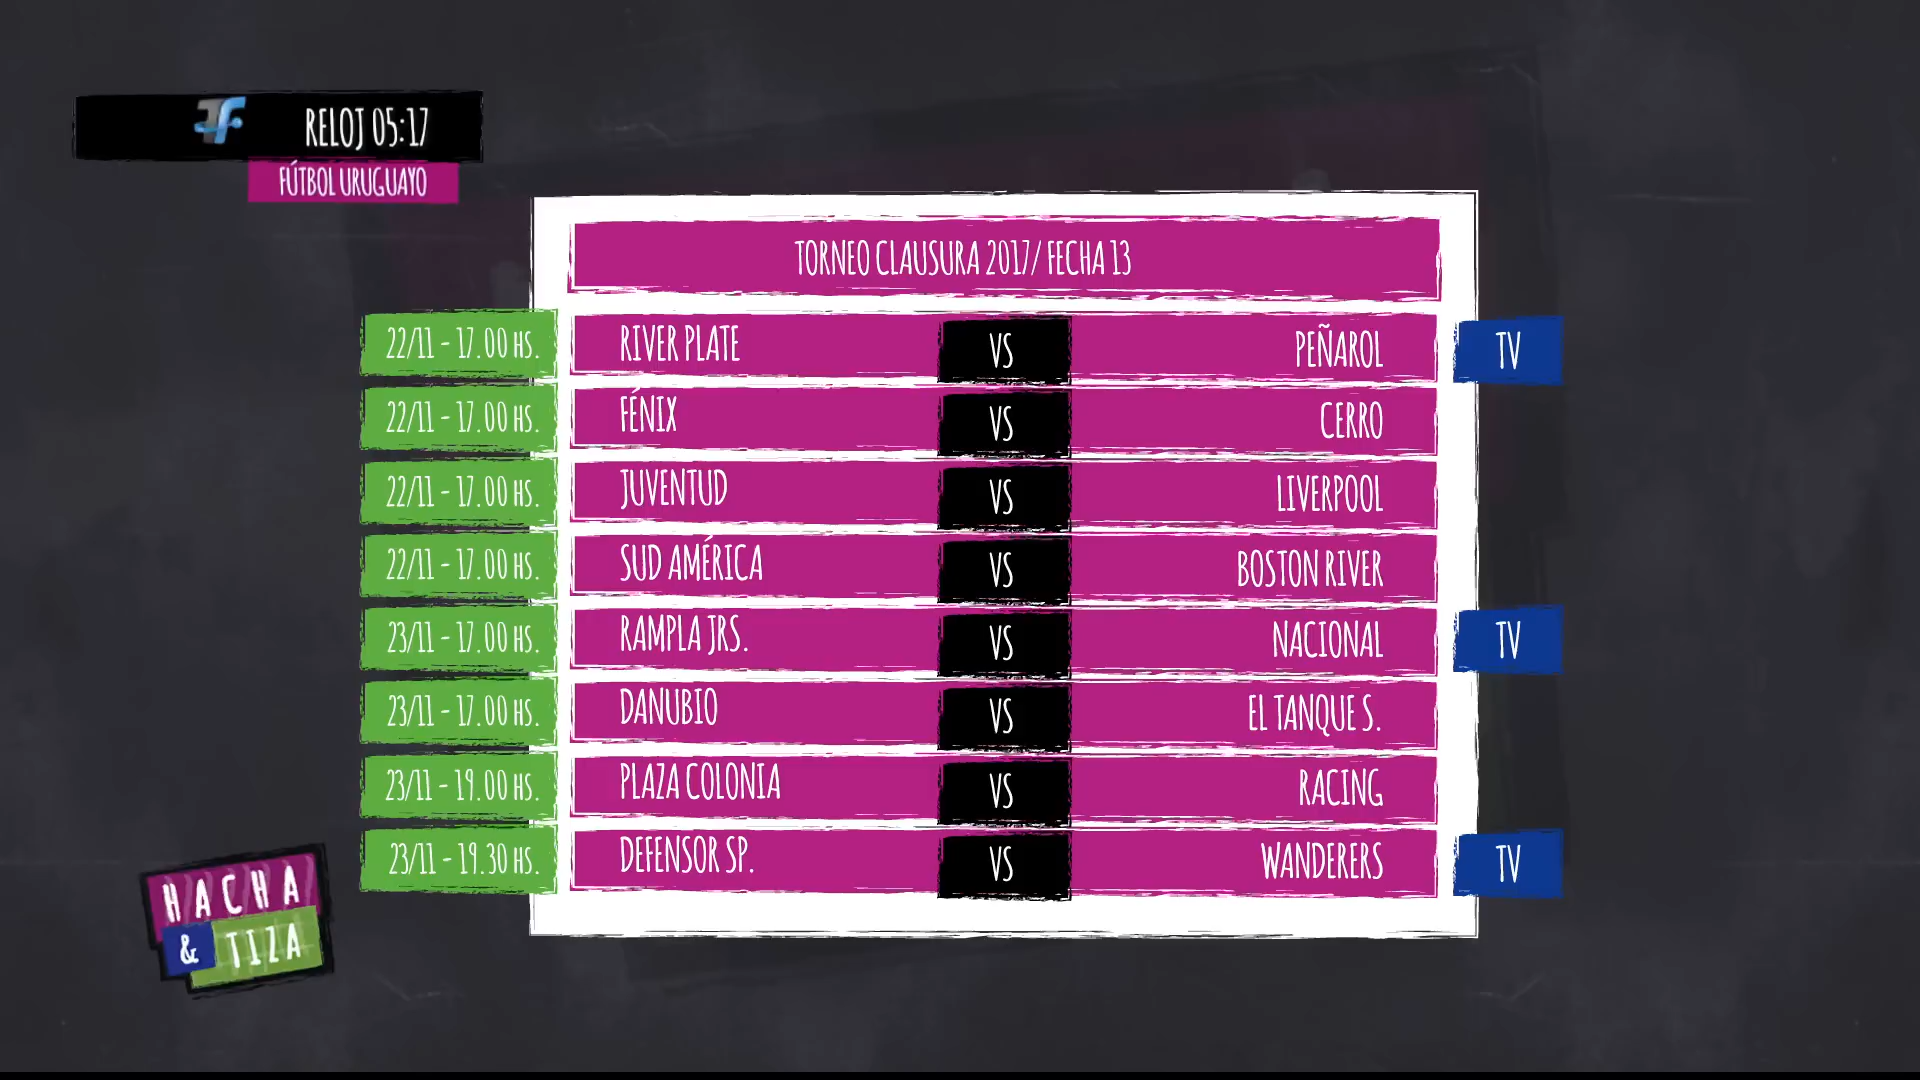 RELOJ 05:17
FÚTBOL URUGUAYO
TORNEO CLAUSURA 2017/ FECHA 13
22/11 - 17.00 HS. RIVER PLATE VS PEÑAROL TV
22/11 - 17.00 HS. FÉNIX VS CERRO
22/11 - 17.00 HS. JUVENTUD VS LIVERPOOL
22/11 - 17.00 HS. SUD AMÉRICA VS BOSTON RIVER
23/11 - 17.00 HS. RAMPLA JRS. VS NACIONAL TV
23/11 - 17.00 HS. DANUBIO VS EL TANQUE S.
23/11 - 19.00 HS. PLAZA COLONIA VS RACING
23/11 - 19.30 HS. DEFENSOR SP. VS WANDERERS TV
HACHA
& TIZA